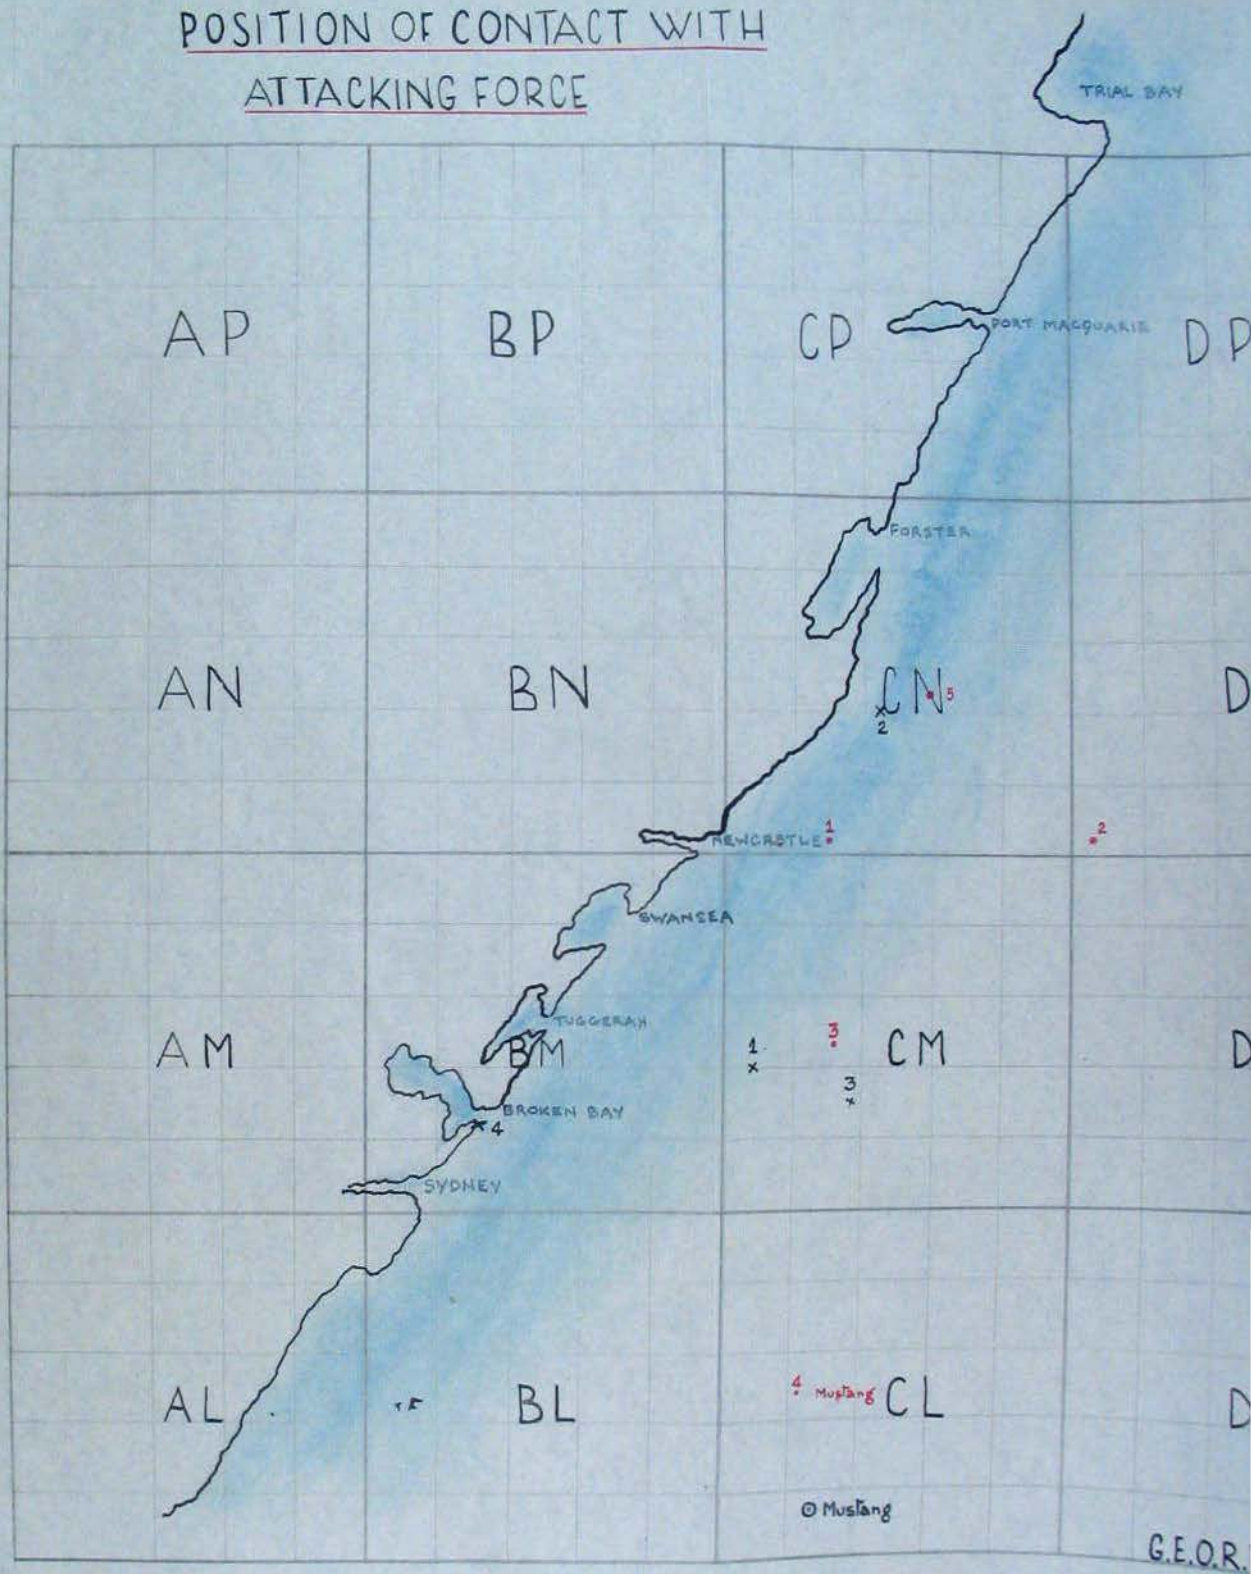 POSITION OF CONTACT WITH
ATTACKING FORCE
TRIAL BAY
AP
BP
CP
PORT MACQUARIE
DP
FORSTER
AN
BN
CN
5
D
2
NEWCASTLE
1
2
SWANSEA
TUGGERAH
AM
BM
1
3
CM
D
3
BROKEN BAY
4
SYDNEY
AL
BL
4 Mustang
CL
D
Mustang
G.E.O.R.